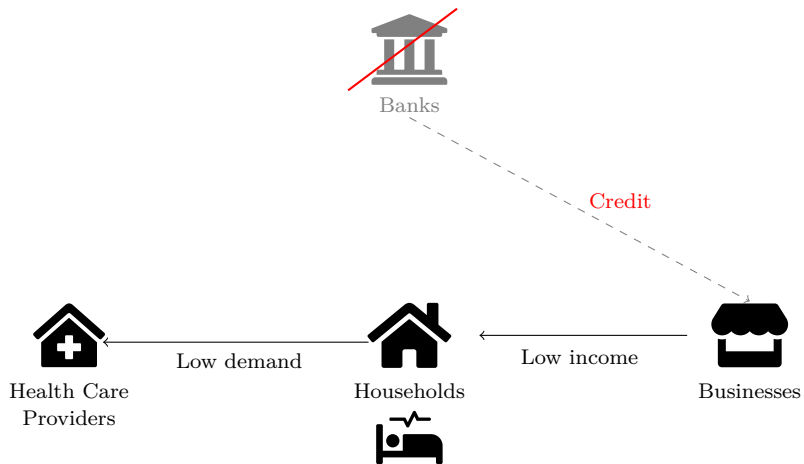 Banks
Credit
Low demand
Low income
Health Care
Providers
Households
Businesses